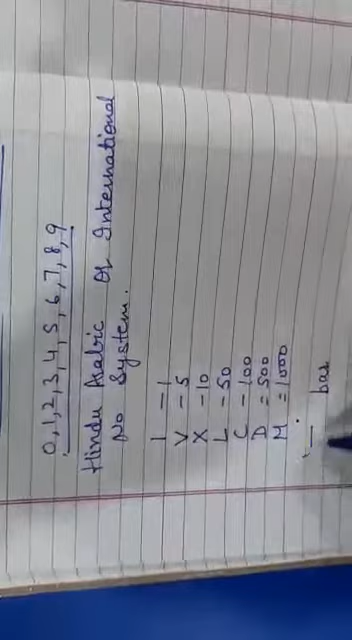 0,1,2,3,4,5,6,7,8,9
Hindu Arabic Or International
No System.
I - 1
V - 5
X - 10
L - 50
C - 100
D = 500
M = 1000
— bar